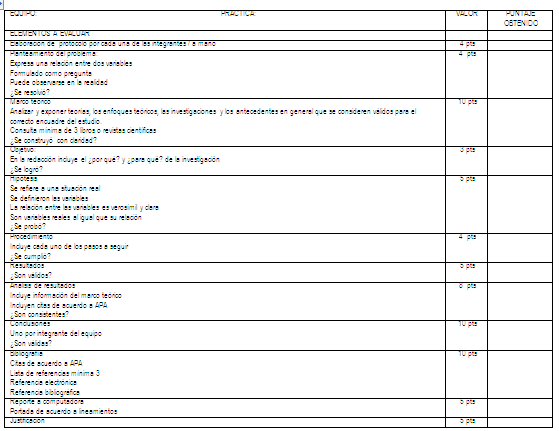 EQUIPO: PRACTICA: VALOR PUNTAJE OBTENIDO
ELEMENTOS A EVALUAR
Elaboración de protocolo por cada una de las integrantes / a mano 4 pts
Planteamiento del problema 4 pts
Expresa una relación entre dos variables
Formulado como pregunta
Puede observarse en la realidad
¿Se resolvió?
Marco teórico 10 pts
Analizar y exponer teorías, los enfoques teóricos, las investigaciones y los antecedentes en general que se consideren válidos para el
correcto encuadre del estudio.
Consulta mínima de 3 libros o revistas científicas
¿Se construyó con claridad?
Objetivo: 3 pts
En la redacción incluye el ¿por qué? y ¿para qué? de la investigación
¿Se logró?
Hipótesis 5 pts
Se refiere a una situación real
Se definieron las variables
La relación entre las variables es verosímil y clara
Son variables reales al igual que su relación
¿Se probó?
Procedimiento 4 pts
Incluye cada uno de los pasos a seguir
¿Se cumplió?
Resultados 5 pts
¿Son válidos?
Análisis de resultados pts
Incluye información del marco teórico
Incluyen citas de acuerdo a APA
¿Son consistentes?
Conclusiones 10 pts
Uno por integrante del equipo
¿Son válidas?
Bibliografía 10 pts
Citas de acuerdo a APA
Lista de referencias mínima 3
Referencia electrónica
Referencia bibliográfica
Reporte a computadora 5 pts
Portada de acuerdo a lineamientos
Justificación 5 pts